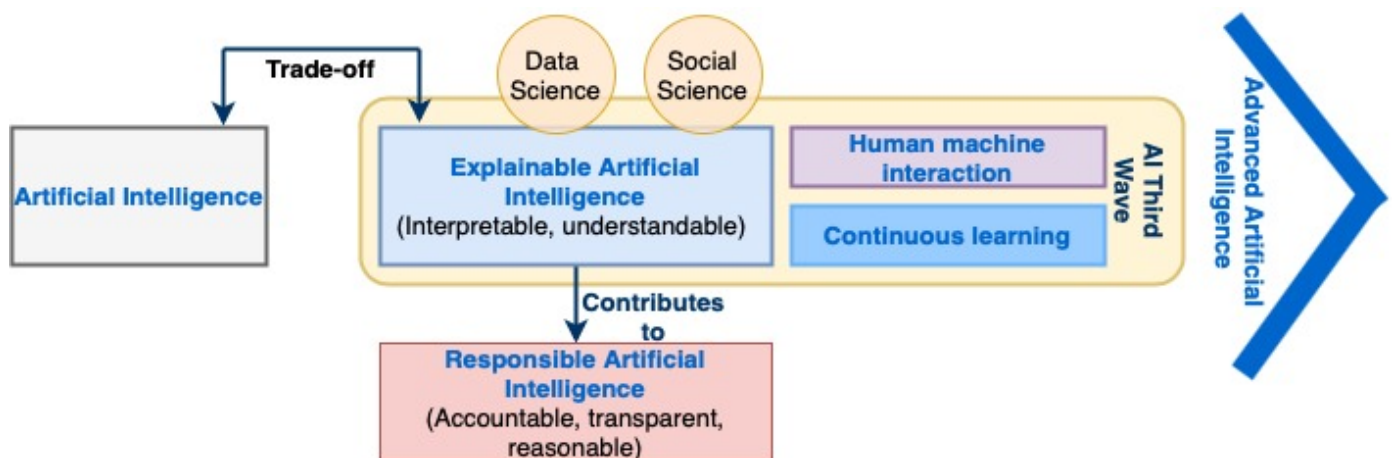 Trade-off
Data
Science
Social
Science
Artificial Intelligence
Explainable Artificial
Intelligence
(Interpretable, understandable)
Human machine
interaction
Continuous learning
AI Third
Wave
Advanced Artificial
Intelligence
Contributes
to
Responsible Artificial
Intelligence
(Accountable, transparent,
reasonable)